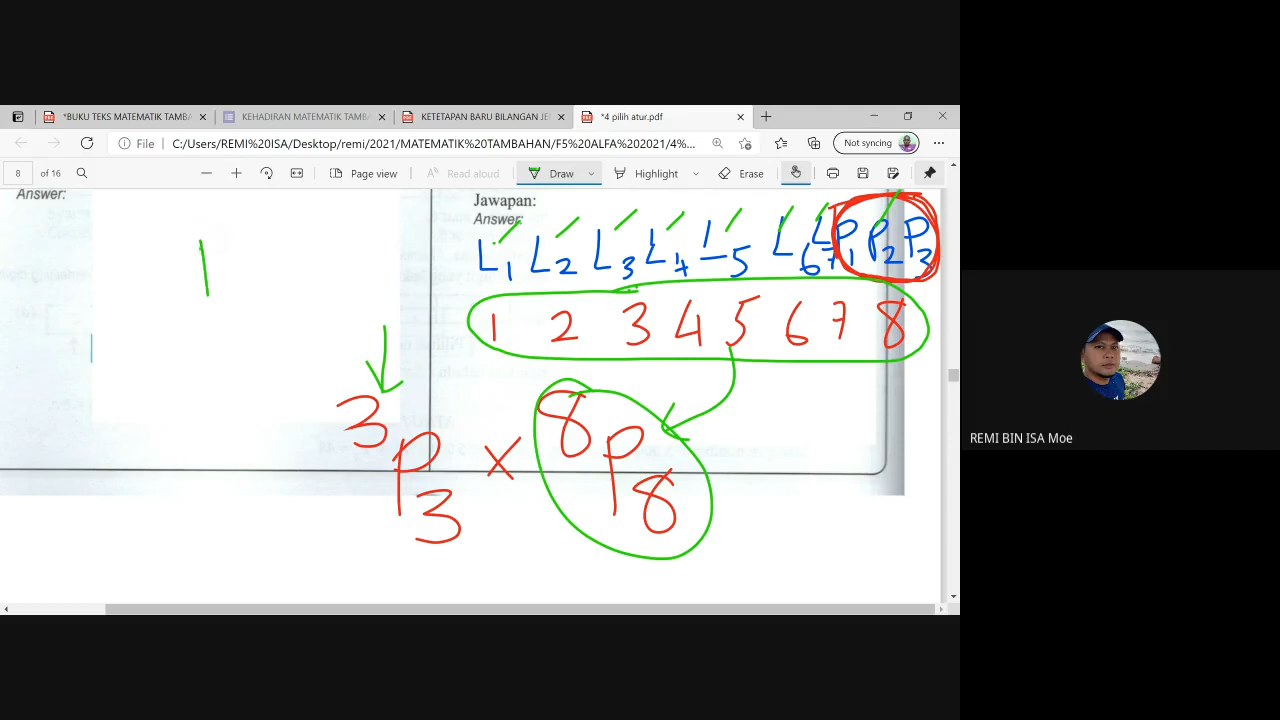 *BUKU TEKS MATEMATIK TAMBA
KEHADIRAN MATEMATIK TAMBA
KETETAPAN BARU BILANGAN JE
*4 pilih atur.pdf
File
C:/Users/REMI%20ISA/Desktop/remi/2021/MATEMATIK%20TAMBAHAN/F5%20ALFA%202021/4%...
Not syncing
8 of 16
Page view
Read aloud
Draw
Highlight
Erase
Answer:
Jawapan:
Answer:
L1 L2 L3 L4 L5 L6 L7 P1 P2 P3
1 2 3 4 5 6 7 8
3P3 × 8P8
REMI BIN ISA Moe